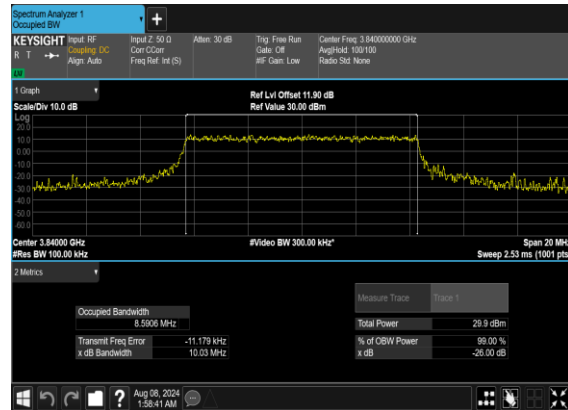 Spectrum Analyzer 1
Occupied BW
+
KEYSIGHT Input: RF Input Z: 50 Ω Atten: 30 dB Trig: Free Run Center Freq: 3.840000000 GHz
R T Coupling: DC Corr CCorr Gate: Off Avg|Hold: 100/100
Align: Auto Freq Ref: Int (S) #IF Gain: Low Radio Std: None
1 Graph
Ref Lvl Offset 11.90 dB
Scale/Div 10.0 dB Ref Value 30.00 dBm
Log
20.0
10.0
0.00
-10.0
-20.0
-30.0
-40.0
-50.0
-60.0
Center 3.84000 GHz #Video BW 300.00 kHz* Span 20 MHz
#Res BW 100.00 kHz Sweep 2.53 ms (1001 pts
2 Metrics
Measure Trace Trace 1
Occupied Bandwidth
8.5906 MHz
Total Power 29.9 dBm
Transmit Freq Error -11.179 kHz % of OBW Power 99.00 %
x dB Bandwidth 10.03 MHz x dB -26.00 dB
? Aug 08, 2024
1:58:41 AM